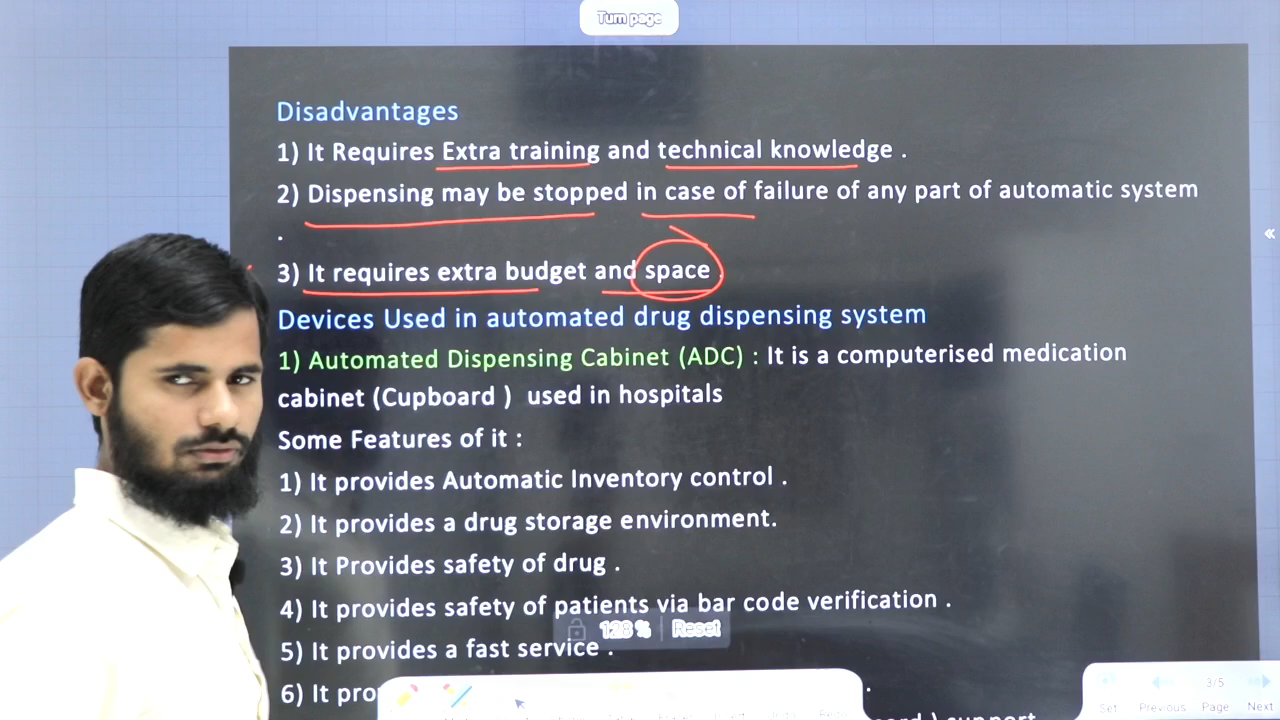 Turn page
Disadvantages
1) It Requires Extra training and technical knowledge .
2) Dispensing may be stopped in case of failure of any part of automatic system
.
3) It requires extra budget and space .
Devices Used in automated drug dispensing system
1) Automated Dispensing Cabinet (ADC) : It is a computerised medication
cabinet (Cupboard ) used in hospitals
Some Features of it :
1) It provides Automatic Inventory control .
2) It provides a drug storage environment.
3) It Provides safety of drug .
4) It provides safety of patients via bar code verification .
128 % Reset
5) It provides a fast service .
6) It pro .
support
3/5
Set Previous Page Next